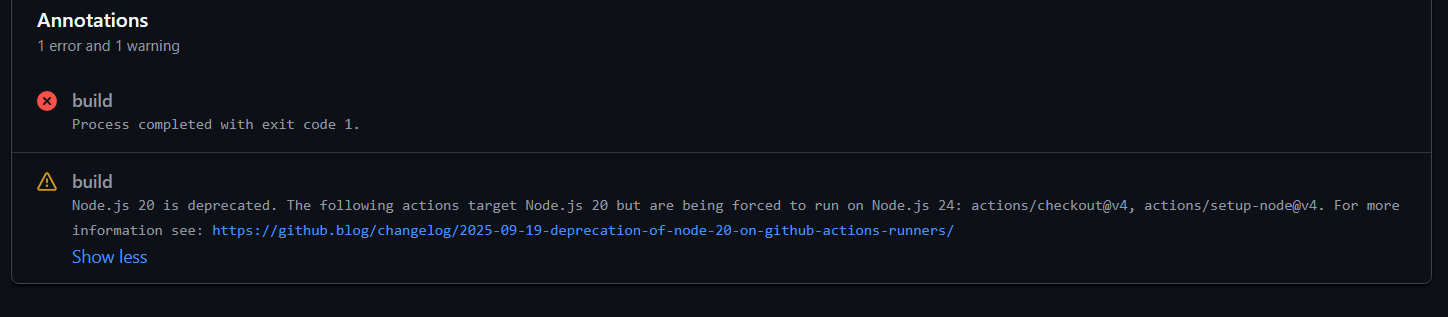 Annotations
1 error and 1 warning
build
Process completed with exit code 1.
build
Node.js 20 is deprecated. The following actions target Node.js 20 but are being forced to run on Node.js 24: actions/checkout@v4, actions/setup-node@v4. For more
information see: https://github.blog/changelog/2025-09-19-deprecation-of-node-20-on-github-actions-runners/
Show less